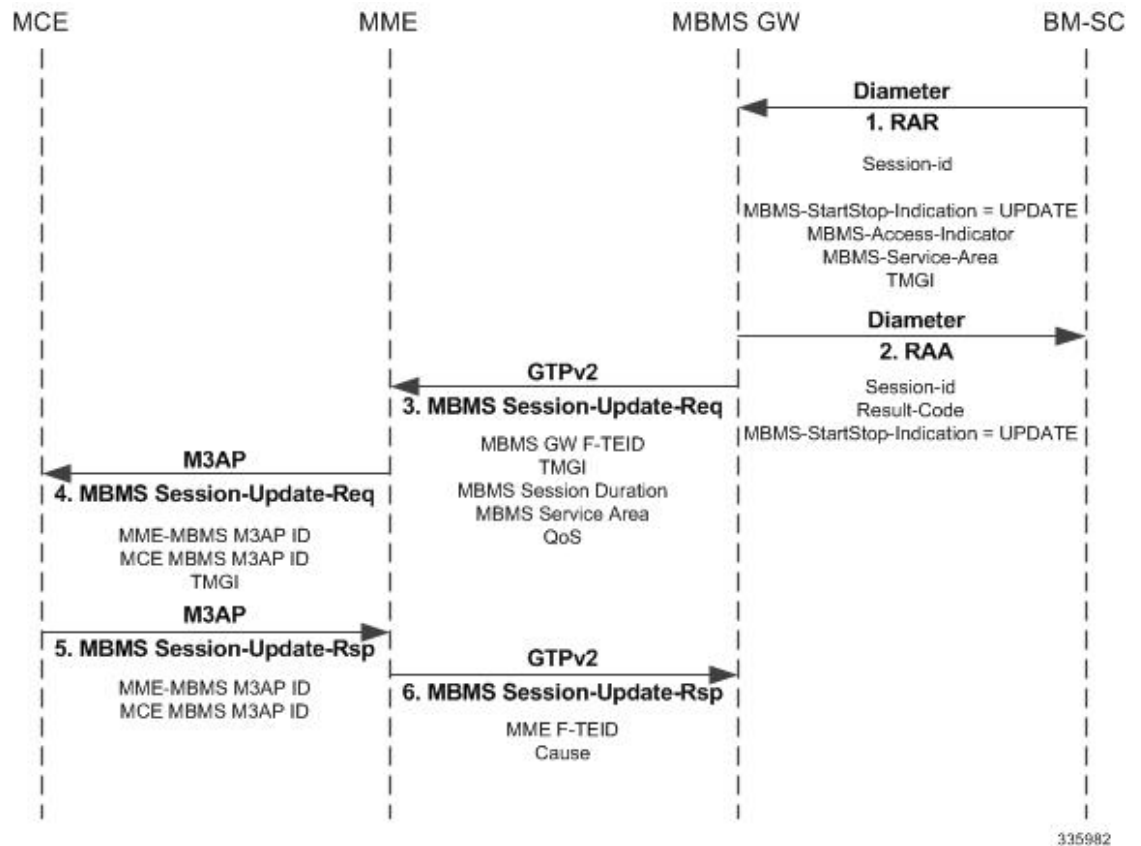 MCE
MME
MBMS GW
BM-SC
Diameter
1. RAR
Session-id
MBMS-StartStop-Indication = UPDATE
MBMS-Access-Indicator
MBMS-Service-Area
TMGI
Diameter
2. RAA
Session-id
Result-Code
MBMS-StartStop-Indication = UPDATE
GTPv2
3. MBMS Session-Update-Req
MBMS GW F-TEID
TMGI
MBMS Session Duration
MBMS Service Area
QoS
M3AP
4. MBMS Session-Update-Req
MME-MBMS M3AP ID
MCE MBMS M3AP ID
TMGI
M3AP
5. MBMS Session-Update-Rsp
MME-MBMS M3AP ID
MCE MBMS M3AP ID
GTPv2
6. MBMS Session-Update-Rsp
MME F-TEID
Cause
335982